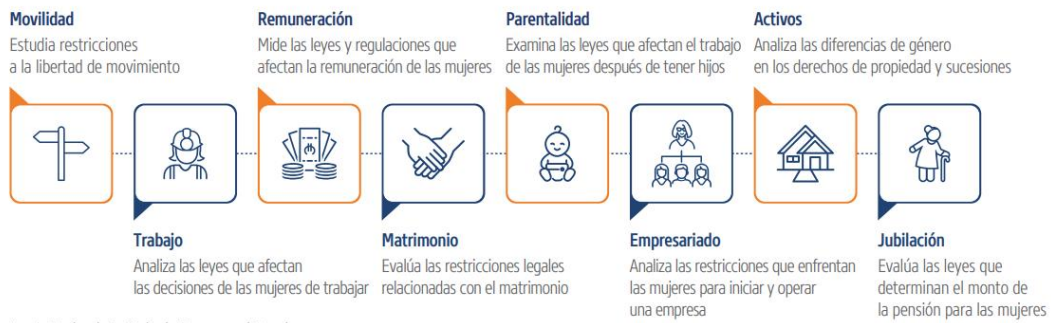 Movilidad
Estudia restricciones
a la libertad de movimiento
Remuneración
Mide las leyes y regulaciones que
afectan la remuneración de las mujeres
Parentalidad
Examina las leyes que afectan el trabajo
de las mujeres después de tener hijos
Activos
Analiza las diferencias de género
en los derechos de propiedad y sucesiones
Trabajo
Analiza las leyes que afectan
las decisiones de las mujeres de trabajar
Matrimonio
Evalúa las restricciones legales
relacionadas con el matrimonio
Empresariado
Analiza las restricciones que enfrentan
las mujeres para iniciar y operar
una empresa
Jubilación
Evalúa las leyes que
determinan el monto de
la pensión para las mujeres